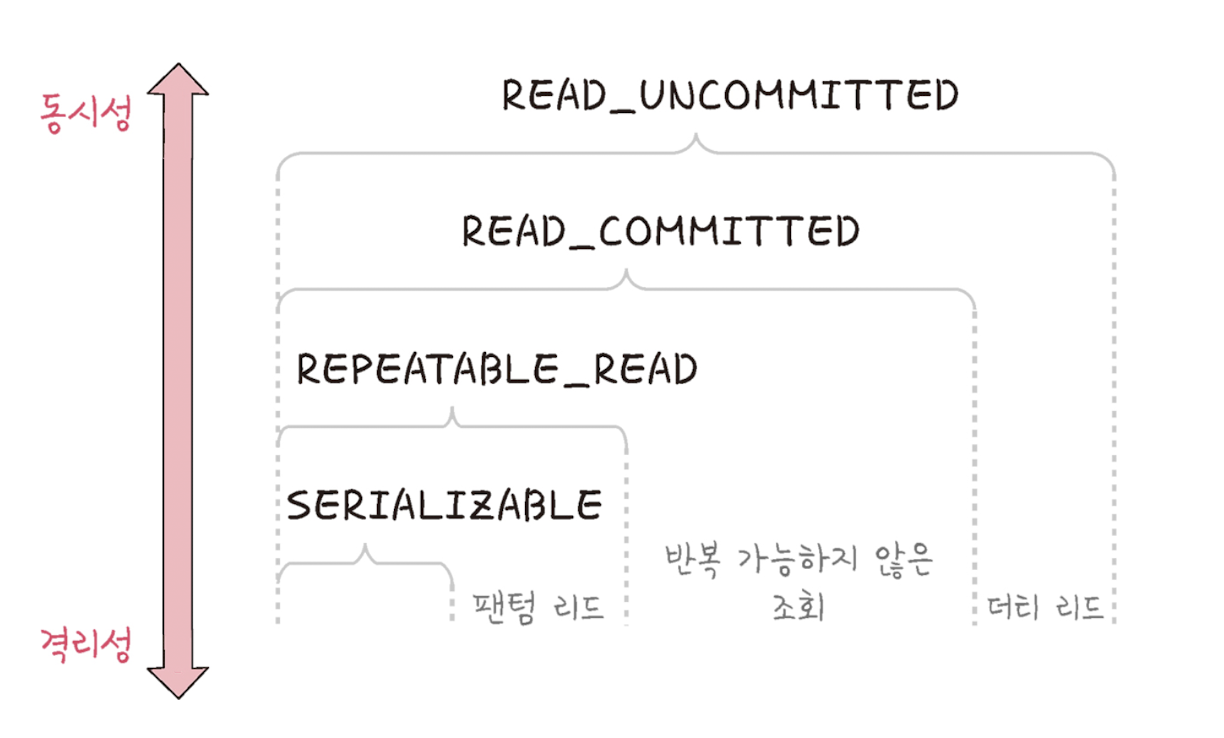 동시성
READ_UNCOMMITTED
READ_COMMITTED
REPEATABLE_READ
SERIALIZABLE
팬텀 리드
반복 가능하지 않은
조회
더티 리드
격리성